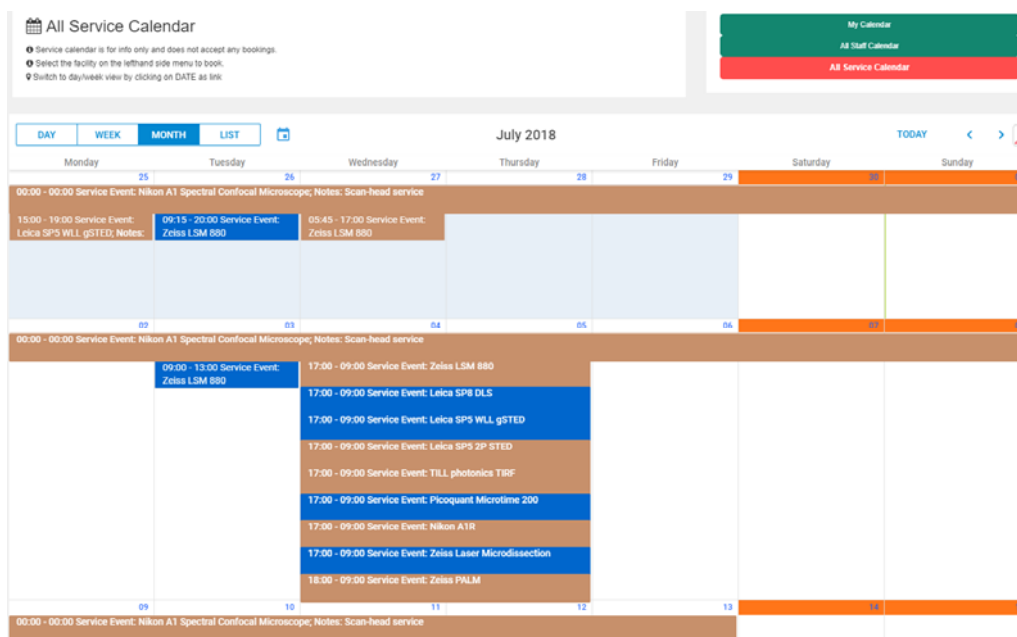 All Service Calendar
Service calendar is for info only and does not accept any bookings.
Select the facility on the lefthand side menu to book.
Switch to day/week view by clicking on DATE as link
My Calendar
All Staff Calendar
All Service Calendar
DAY WEEK MONTH LIST July 2018 TODAY
Monday Tuesday Wednesday Thursday Friday Saturday Sunday
25 26 27 28 29 30
00:00 - 00:00 Service Event: Nikon A1 Spectral Confocal Microscope; Notes: Scan-head service
15:00 - 19:00 Service Event: 09:15 - 20:00 Service Event: 05:45 - 17:00 Service Event:
Leica SP5 WLL gSTED; Notes: Zeiss LSM 880 Zeiss LSM 880
02 03 04 05 06 07
00:00 - 00:00 Service Event: Nikon A1 Spectral Confocal Microscope; Notes: Scan-head service
09:00 - 13:00 Service Event: 17:00 - 09:00 Service Event: Zeiss LSM 880
Zeiss LSM 880
17:00 - 09:00 Service Event: Leica SP8 DLS
17:00 - 09:00 Service Event: Leica SP5 WLL gSTED
17:00 - 09:00 Service Event: Leica SP5 2P STED
17:00 - 09:00 Service Event: TILL photonics TIRF
17:00 - 09:00 Service Event: Picoquant Microtime 200
17:00 - 09:00 Service Event: Nikon A1R
17:00 - 09:00 Service Event: Zeiss Laser Microdissection
18:00 - 09:00 Service Event: Zeiss PALM
09 10 11 12 13 14
00:00 - 00:00 Service Event: Nikon A1 Spectral Confocal Microscope; Notes: Scan-head service